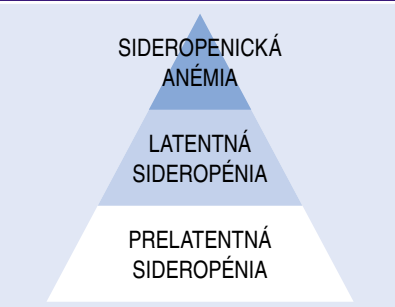 SIDEROPENICKÁ
ANÉMIA
LATENTNÁ
SIDEROPÉNIA
PRELATENTNÁ
SIDEROPÉNIA